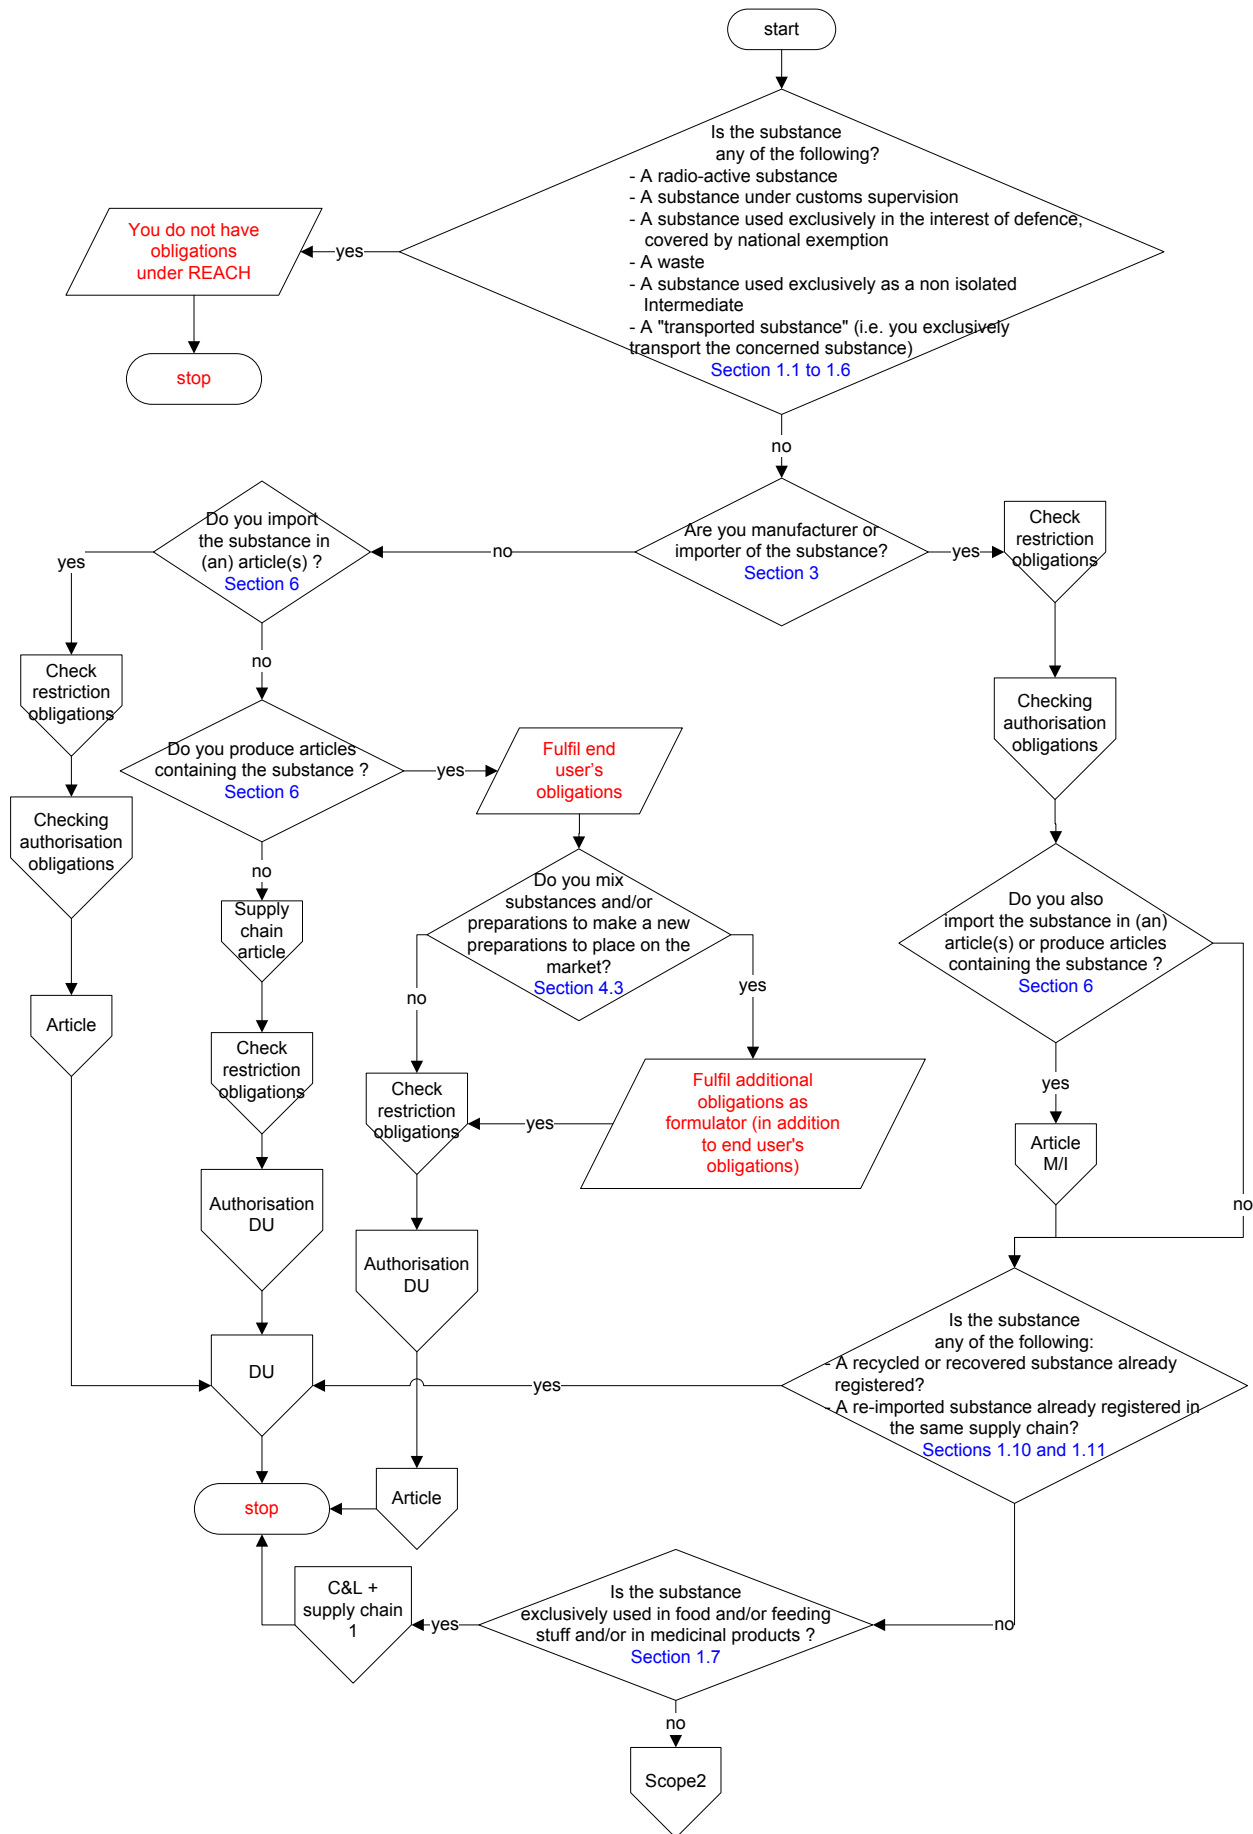 start
Is the substance
any of the following?
- A radio-active substance
- A substance under customs supervision
- A substance used exclusively in the interest of defence,
covered by national exemption
- A waste
- A substance used exclusively as a non isolated
Intermediate
- A "transported substance" (i.e. you exclusively
transport the concerned substance)
Section 1.1 to 1.6
yes
You do not have
obligations
under REACH
stop
no
Are you manufacturer or
importer of the substance?
Section 3
no
yes
Do you import
the substance in
(an) article(s) ?
Section 6
yes
no
Check
restriction
obligations
Check
restriction
obligations
Checking
authorisation
obligations
Do you produce articles
containing the substance ?
Section 6
yes
Fulfil end
user's
obligations
no
Checking
authorisation
obligations
Do you mix
substances and/or
preparations to make a new
preparations to place on the
market?
Section 4.3
no
yes
Do you also
import the substance in (an)
article(s) or produce articles
containing the substance ?
Section 6
yes
no
Supply
chain
article
Article
Check
restriction
obligations
Check
restriction
obligations
yes
Fulfil additional
obligations as
formulator (in addition
to end user's
obligations)
Article
M/I
Authorisation
DU
Authorisation
DU
Is the substance
any of the following:
- A recycled or recovered substance already
registered?
- A re-imported substance already registered in
the same supply chain?
Sections 1.10 and 1.11
yes
no
DU
Article
stop
C&L +
supply chain
1
yes
Is the substance
exclusively used in food and/or feeding
stuff and/or in medicinal products ?
Section 1.7
no
Scope2